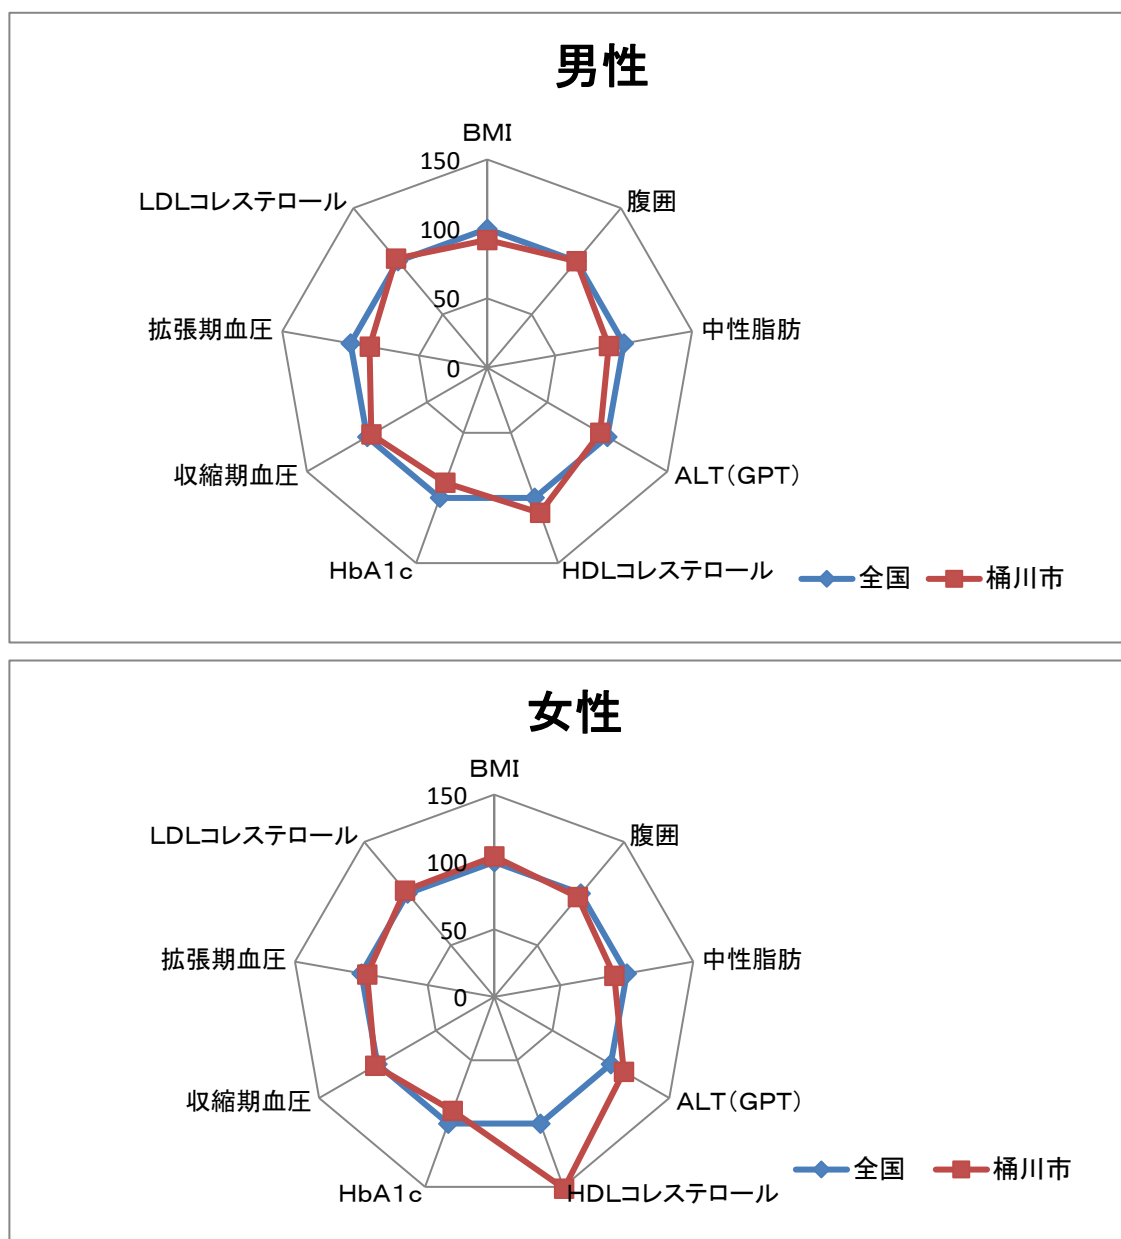 男性
BMI
150
腹囲
LDLコレステロール
100
50
中性脂肪
拡張期血圧
0
収縮期血圧
ALT(GPT)
HbA1c
HDLコレステロール
全国
桶川市
女性
BMI
150
腹囲
LDLコレステロール
100
50
中性脂肪
拡張期血圧
0
収縮期血圧
ALT(GPT)
全国
桶川市
HbA1c
HDLコレステロール